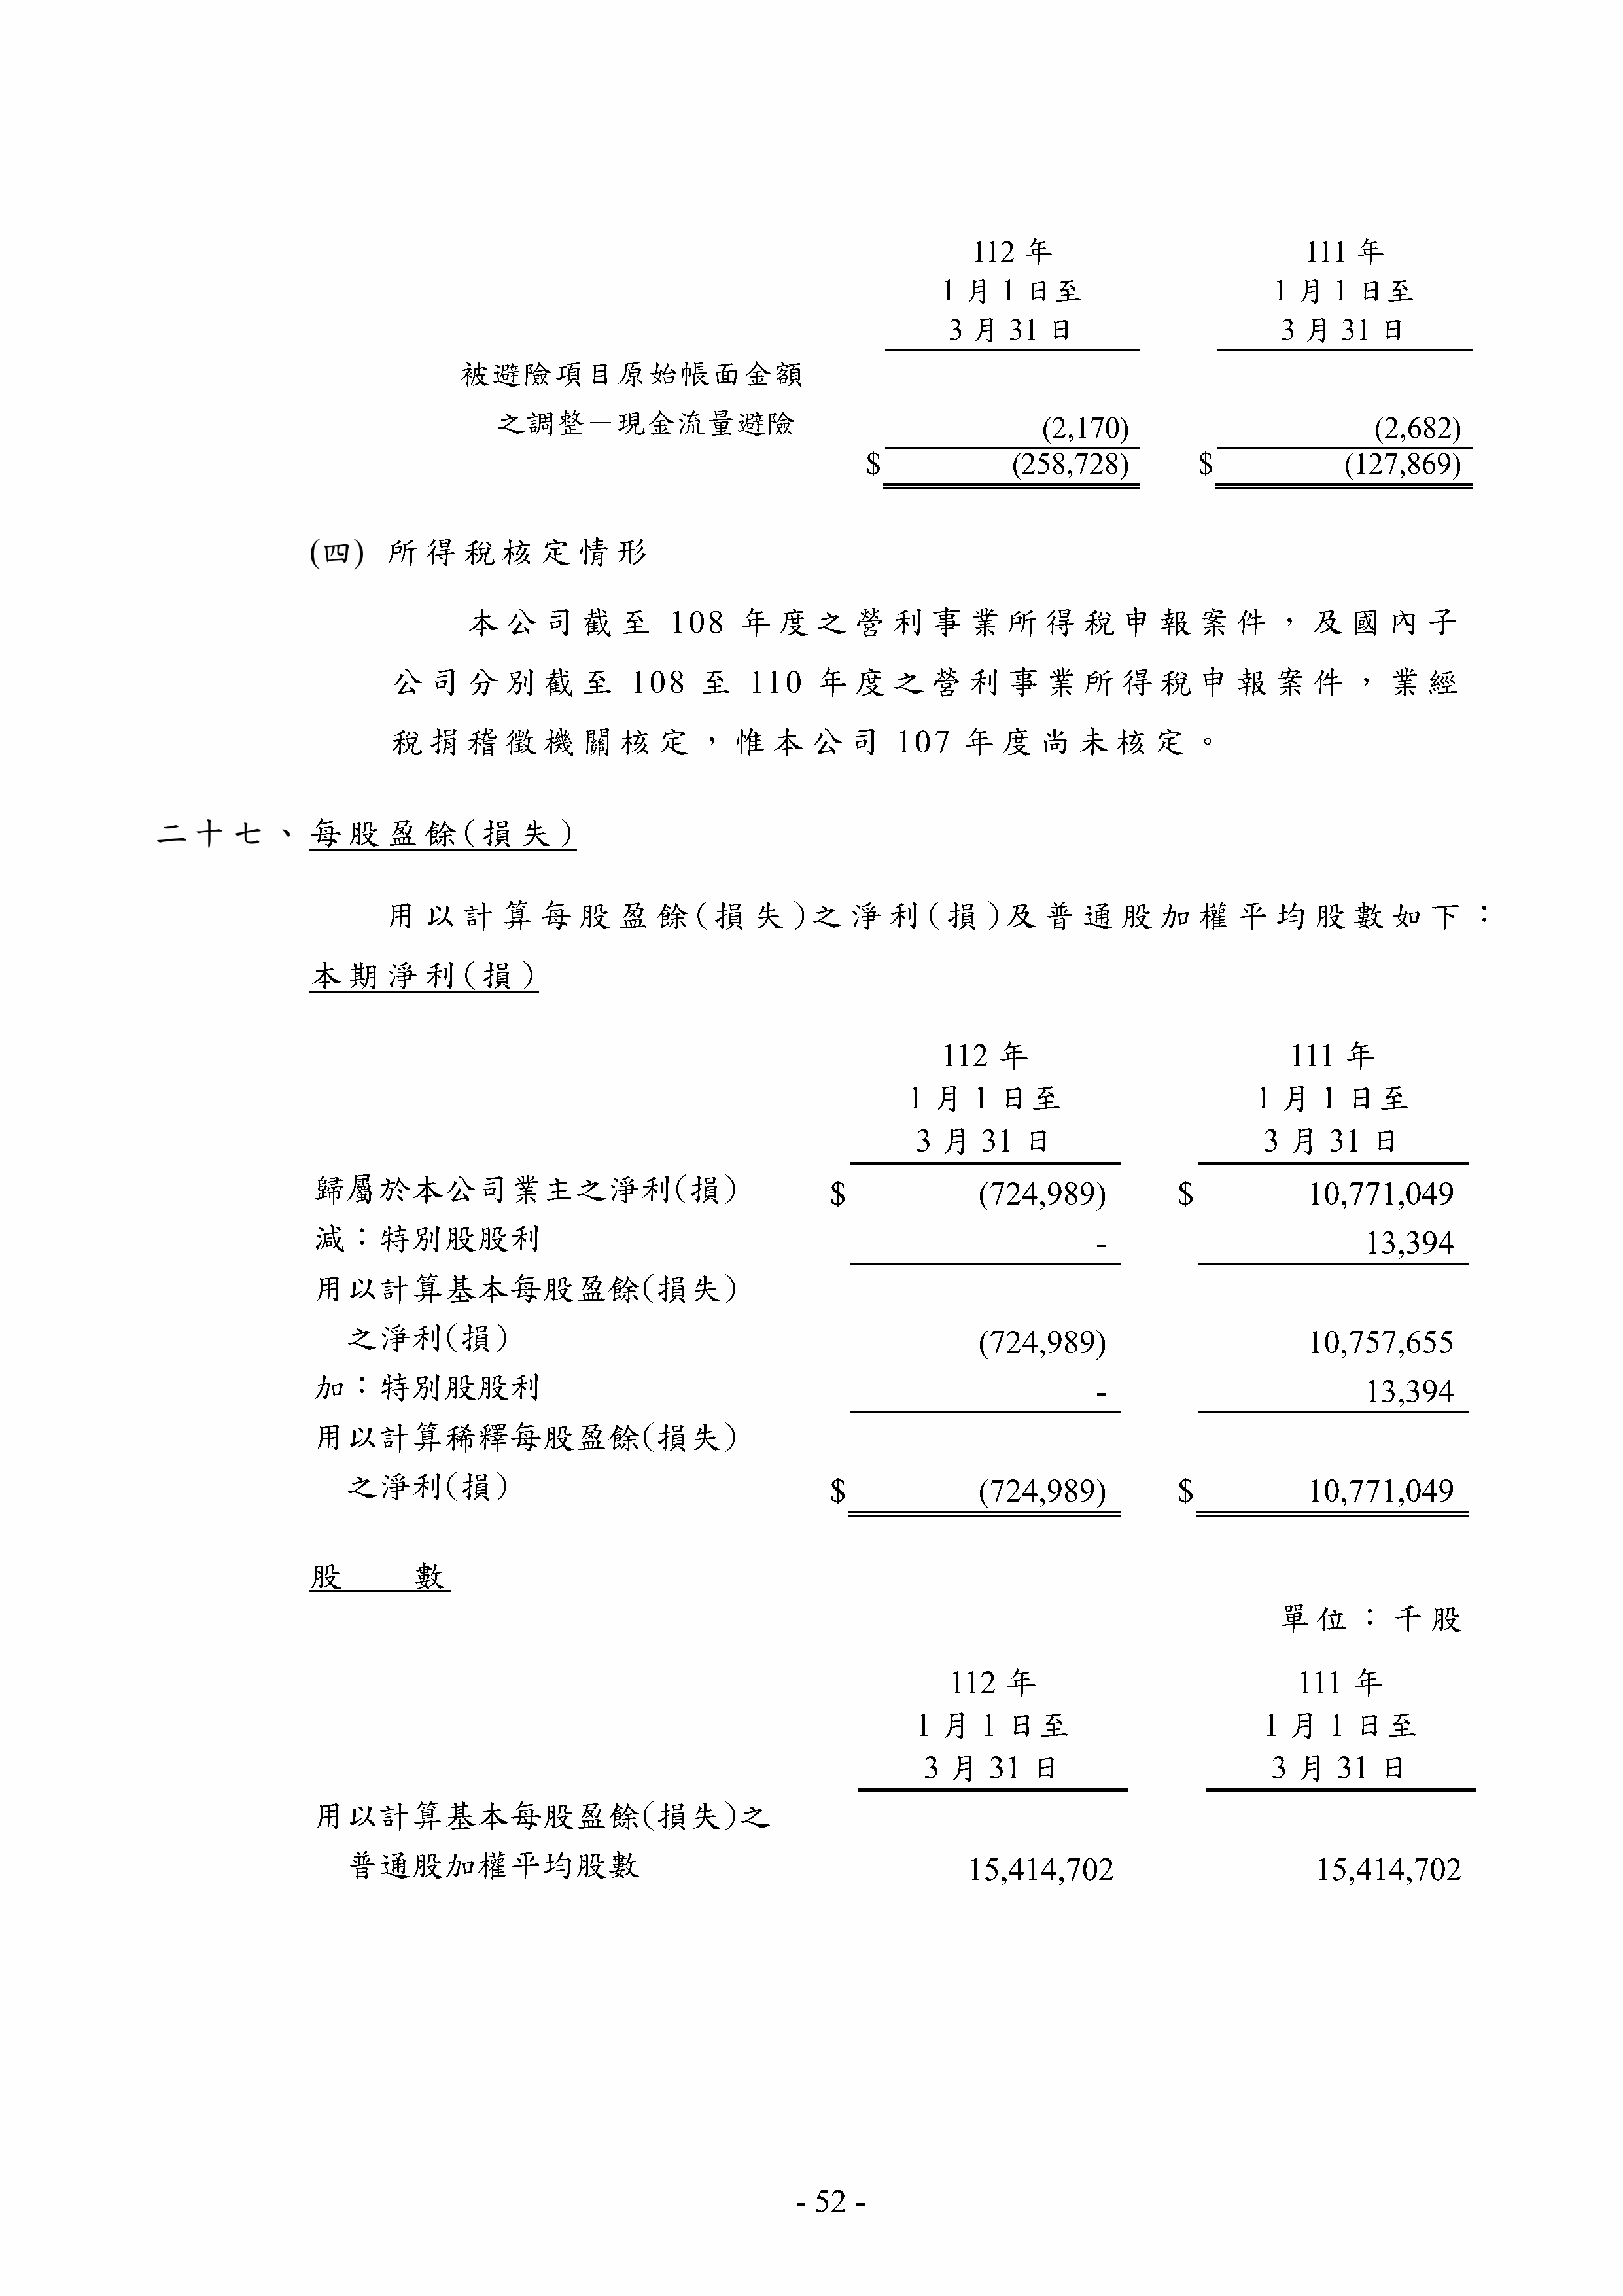 112 年 111 年
1 月 1 日至 1 月 1 日至
3 月 31 日 3 月 31 日
被避險項目原始帳面金額
之調整－現金流量避險 (2,170) (2,682)
$ (258,728) $ (127,869)
(四) 所得稅核定情形
本公司截至 108 年度之營利事業所得稅申報案件，及國內子
公司分別截至 108 至 110 年度之營利事業所得稅申報案件，業經
稅捐稽徵機關核定，惟本公司 107 年度尚未核定。
二十七、每股盈餘(損失)
用以計算每股盈餘(損失)之淨利(損)及普通股加權平均股數如下：
本期淨利(損)
112 年 111 年
1 月 1 日至 1 月 1 日至
3 月 31 日 3 月 31 日
歸屬於本公司業主之淨利(損) $ (724,989) $ 10,771,049
減：特別股股利 - 13,394
用以計算基本每股盈餘(損失)
之淨利(損) (724,989) 10,757,655
加：特別股股利 - 13,394
用以計算稀釋每股盈餘(損失)
之淨利(損) $ (724,989) $ 10,771,049
股 數
單位：千股
112 年 111 年
1 月 1 日至 1 月 1 日至
3 月 31 日 3 月 31 日
用以計算基本每股盈餘(損失)之
普通股加權平均股數 15,414,702 15,414,702
- 52 -